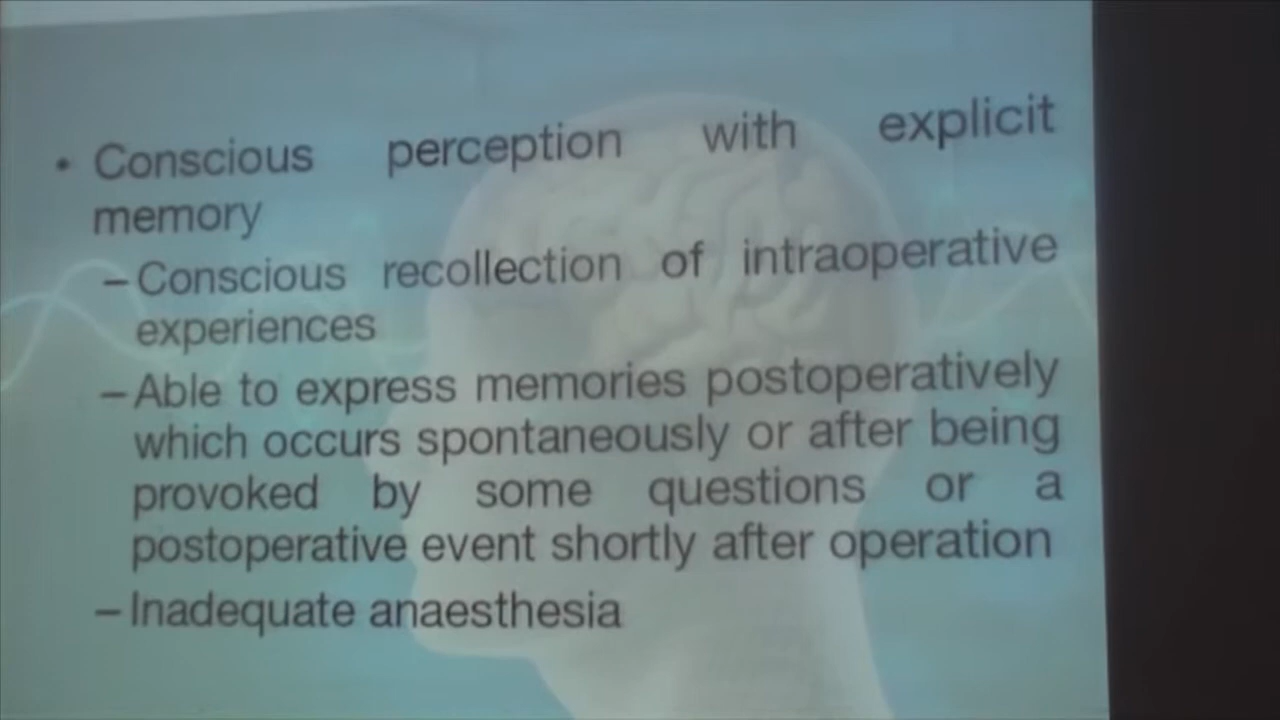 • Conscious perception with explicit
memory
– Conscious recollection of intraoperative
experiences
– Able to express memories postoperatively
which occurs spontaneously or after being
provoked by some questions or a
postoperative event shortly after operation
– Inadequate anaesthesia